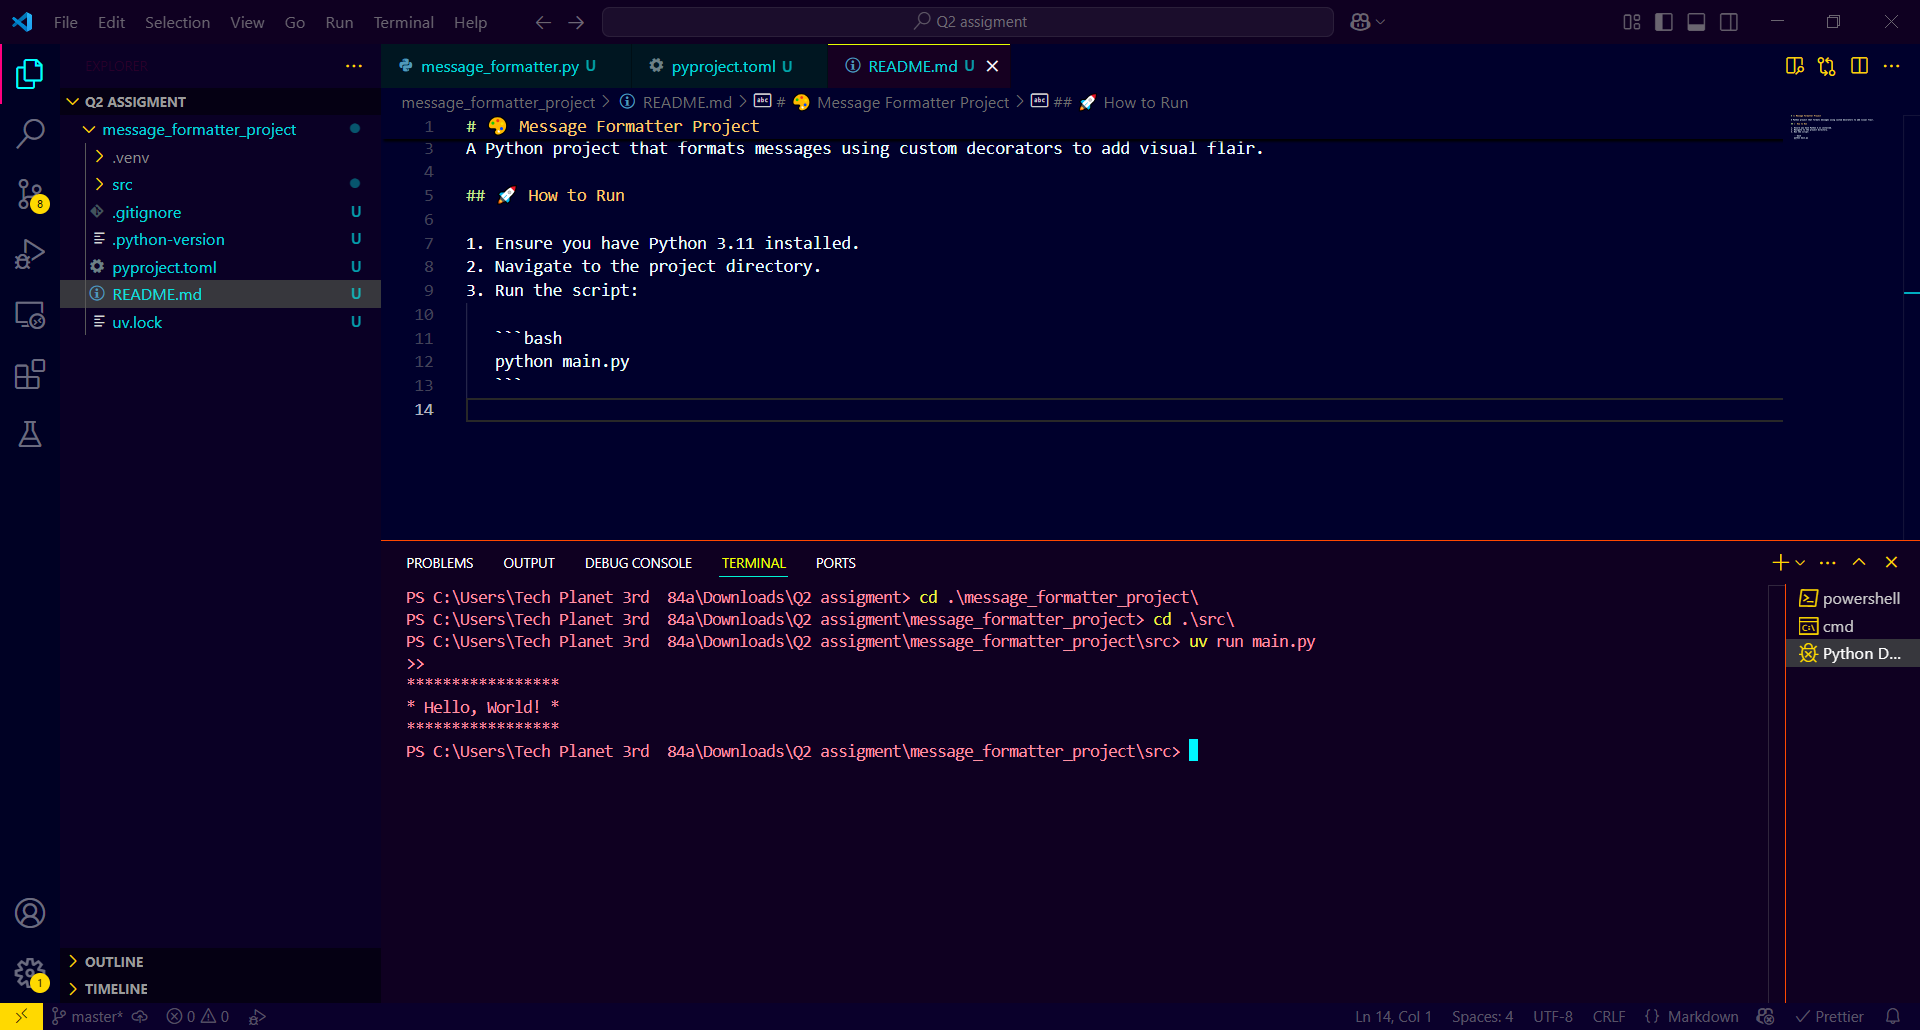 File Edit Selection View Go Run Terminal Help
Q2 assigment
EXPLORER
Q2 ASSIGMENT
message_formatter_project
.venv
src
.gitignore U
.python-version U
pyproject.toml U
README.md U
uv.lock U
8
OUTLINE
TIMELINE
1
message_formatter.py U pyproject.toml U README.md U
message_formatter_project > README.md > # 🎨 Message Formatter Project > ## 🚀 How to Run
1 # 🎨 Message Formatter Project
3 A Python project that formats messages using custom decorators to add visual flair.
4
5 ## 🚀 How to Run
6
7 1. Ensure you have Python 3.11 installed.
8 2. Navigate to the project directory.
9 3. Run the script:
10
11 ```bash
12 python main.py
13 ```
14
PROBLEMS OUTPUT DEBUG CONSOLE TERMINAL PORTS
PS C:\Users\Tech Planet 3rd  84a\Downloads\Q2 assigment> cd .\message_formatter_project\
PS C:\Users\Tech Planet 3rd  84a\Downloads\Q2 assigment\message_formatter_project> cd .\src\
PS C:\Users\Tech Planet 3rd  84a\Downloads\Q2 assigment\message_formatter_project\src> uv run main.py
>>
*****************
* Hello, World! *
*****************
PS C:\Users\Tech Planet 3rd  84a\Downloads\Q2 assigment\message_formatter_project\src>
powershell
cmd
Python D...
master* 0 0 Ln 14, Col 1 Spaces: 4 UTF-8 CRLF {} Markdown Prettier